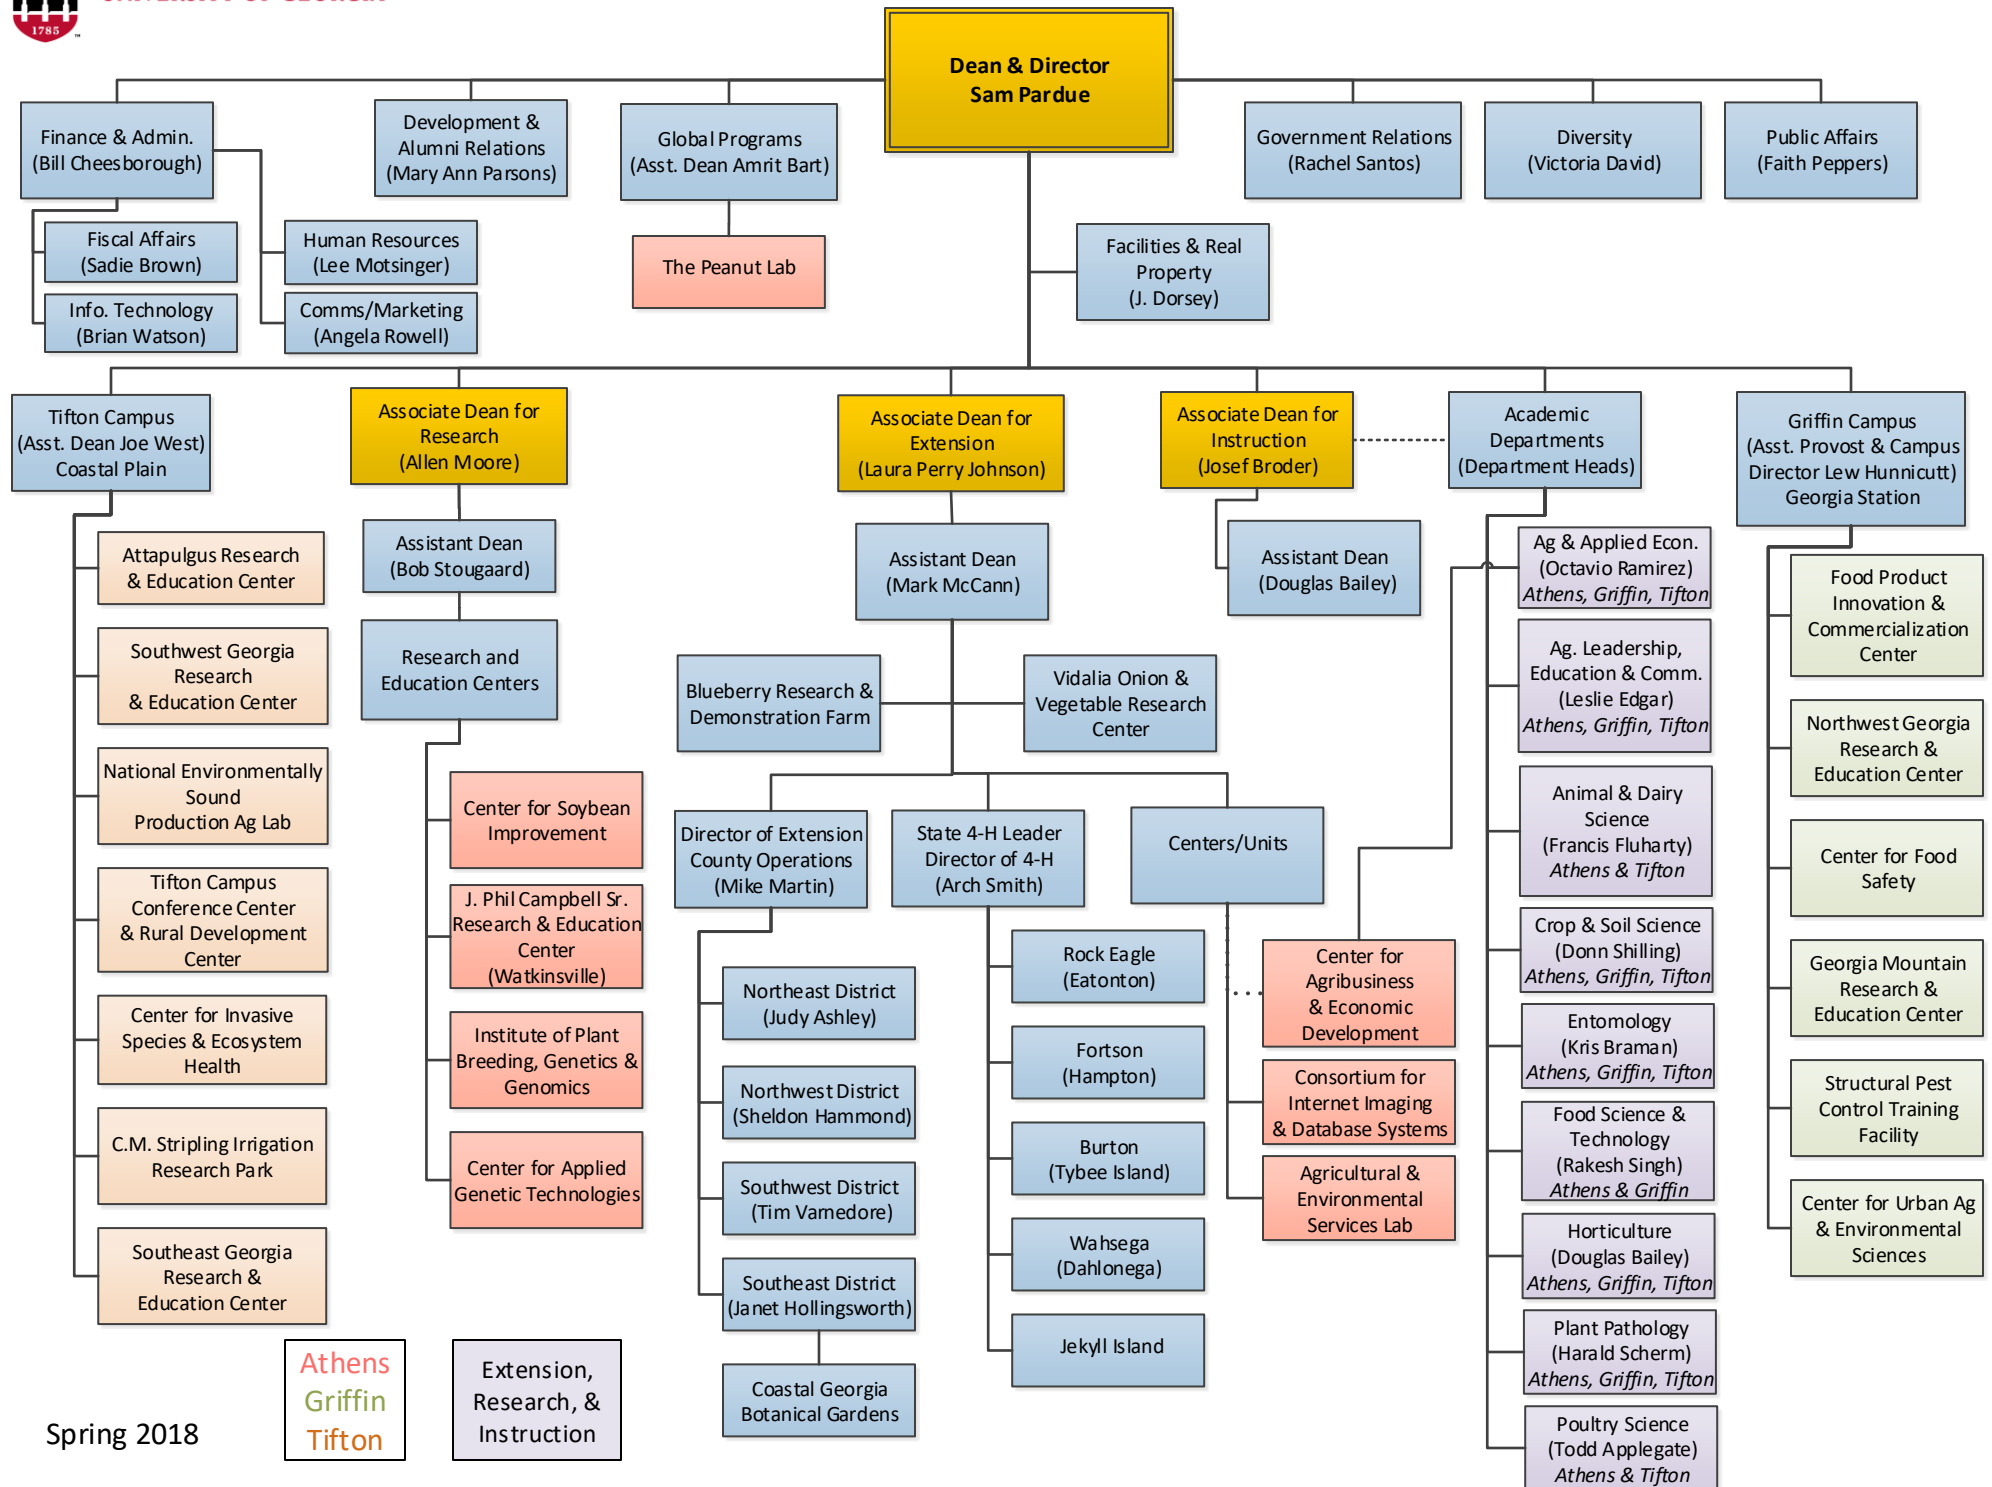 1785
Dean & Director
Sam Pardue
Finance & Admin.
(Bill Cheesborough)
Development &
Alumni Relations
(Mary Ann Parsons)
Global Programs
(Asst. Dean Amrit Bart)
Government Relations
(Rachel Santos)
Diversity
(Victoria David)
Public Affairs
(Faith Peppers)
Fiscal Affairs
(Sadie Brown)
Human Resources
(Lee Motsinger)
The Peanut Lab
Facilities & Real
Property
(J. Dorsey)
Info. Technology
(Brian Watson)
Comms/Marketing
(Angela Rowell)
Tifton Campus
(Asst. Dean Joe West)
Coastal Plain
Associate Dean for
Research
(Allen Moore)
Associate Dean for
Extension
(Laura Perry Johnson)
Associate Dean for
Instruction
(Josef Broder)
Academic
Departments
(Department Heads)
Griffin Campus
(Asst. Provost & Campus
Director Lew Hunnicutt)
Georgia Station
Attapulgus Research
& Education Center
Southwest Georgia
Research
& Education Center
National Environmentally
Sound
Production Ag Lab
Tifton Campus
Conference Center
& Rural Development
Center
Center for Invasive
Species & Ecosystem
Health
C.M. Stripling Irrigation
Research Park
Southeast Georgia
Research &
Education Center
Assistant Dean
(Bob Stougaard)
Research and
Education Centers
Center for Soybean
Improvement
J. Phil Campbell Sr.
Research & Education
Center
(Watkinsville)
Institute of Plant
Breeding, Genetics &
Genomics
Center for Applied
Genetic Technologies
Assistant Dean
(Mark McCann)
Blueberry Research &
Demonstration Farm
Vidalia Onion &
Vegetable Research
Center
Director of Extension
County Operations
(Mike Martin)
State 4-H Leader
Director of 4-H
(Arch Smith)
Centers/Units
Northeast District
(Judy Ashley)
Northwest District
(Sheldon Hammond)
Southwest District
(Tim Varnedore)
Southeast District
(Janet Hollingsworth)
Coastal Georgia
Botanical Gardens
Rock Eagle
(Eatonton)
Fortson
(Hampton)
Burton
(Tybee Island)
Wahsega
(Dahlonega)
Jekyll Island
Center for
Agribusiness
& Economic
Development
Consortium for
Internet Imaging
& Database Systems
Agricultural &
Environmental
Services Lab
Assistant Dean
(Douglas Bailey)
Ag & Applied Econ.
(Octavio Ramirez)
Athens, Griffin, Tifton
Ag. Leadership,
Education & Comm.
(Leslie Edgar)
Athens, Griffin, Tifton
Animal & Dairy
Science
(Francis Fluharty)
Athens & Tifton
Crop & Soil Science
(Donn Shilling)
Athens, Griffin, Tifton
Entomology
(Kris Braman)
Athens, Griffin, Tifton
Food Science &
Technology
(Rakesh Singh)
Athens & Griffin
Horticulture
(Douglas Bailey)
Athens, Griffin, Tifton
Plant Pathology
(Harald Scherm)
Athens, Griffin, Tifton
Poultry Science
(Todd Applegate)
Athens & Tifton
Food Product
Innovation &
Commercialization
Center
Northwest Georgia
Research &
Education Center
Center for Food
Safety
Georgia Mountain
Research &
Education Center
Structural Pest
Control Training
Facility
Center for Urban Ag
& Environmental
Sciences
Athens
Griffin
Tifton
Extension,
Research, &
Instruction
Spring 2018